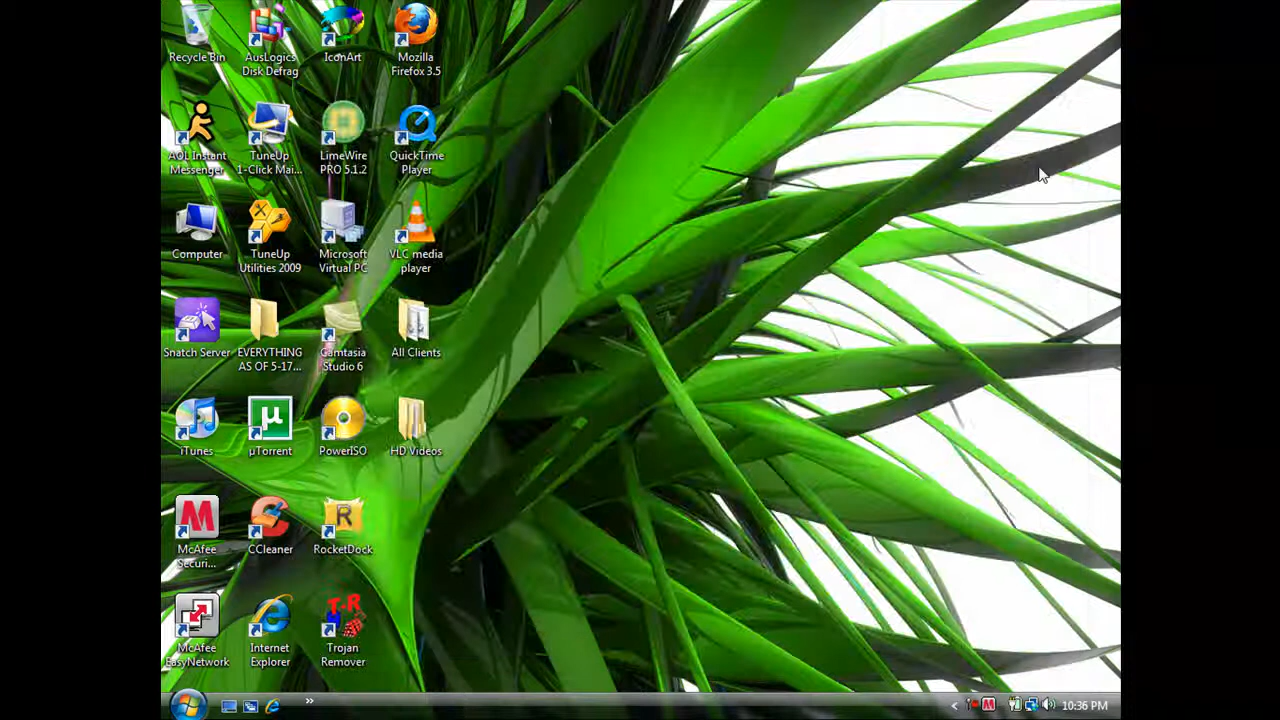 Recycle Bin
AusLogics
Disk Defrag
IconArt
Mozilla
Firefox 3.5
AOL Instant
Messenger
TuneUp
1-Click Mai...
LimeWire
PRO 5.1.2
QuickTime
Player
Computer
TuneUp
Utilities 2009
Microsoft
Virtual PC
VLC media
player
Snatch Server
EVERYTHING
AS OF 5-17...
Camtasia
Studio 6
All Clients
iTunes
µTorrent
PowerISO
HD Videos
McAfee
Securi...
CCleaner
RocketDock
McAfee
EasyNetwork
Internet
Explorer
Trojan
Remover
10:36 PM